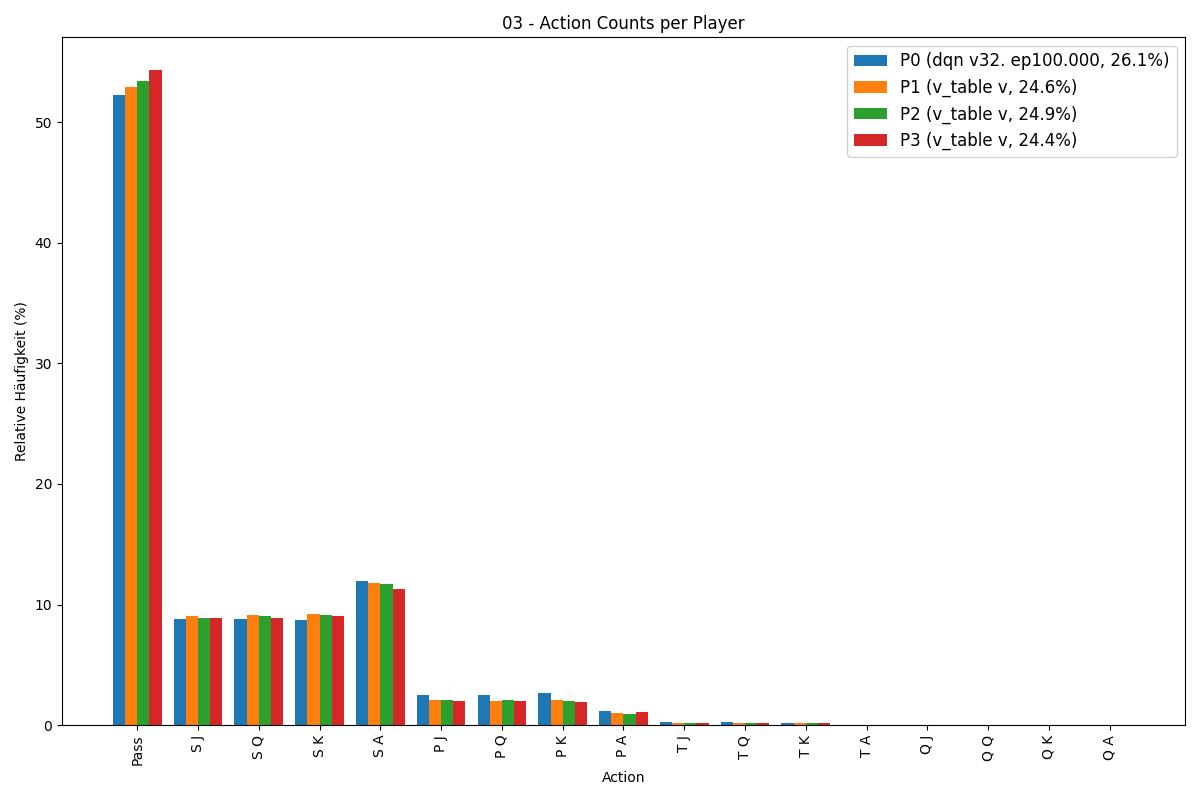 03 - Action Counts per Player
P0 (dqn v32. ep100.000, 26.1%)
P1 (v_table v, 24.6%)
P2 (v_table v, 24.9%)
P3 (v_table v, 24.4%)
Relative Häufigkeit (%)
50
40
30
20
10
0
Pass
S J
S Q
S K
S A
P J
P Q
P K
P A
T J
T Q
T K
T A
Q J
Q Q
Q K
Q A
Action